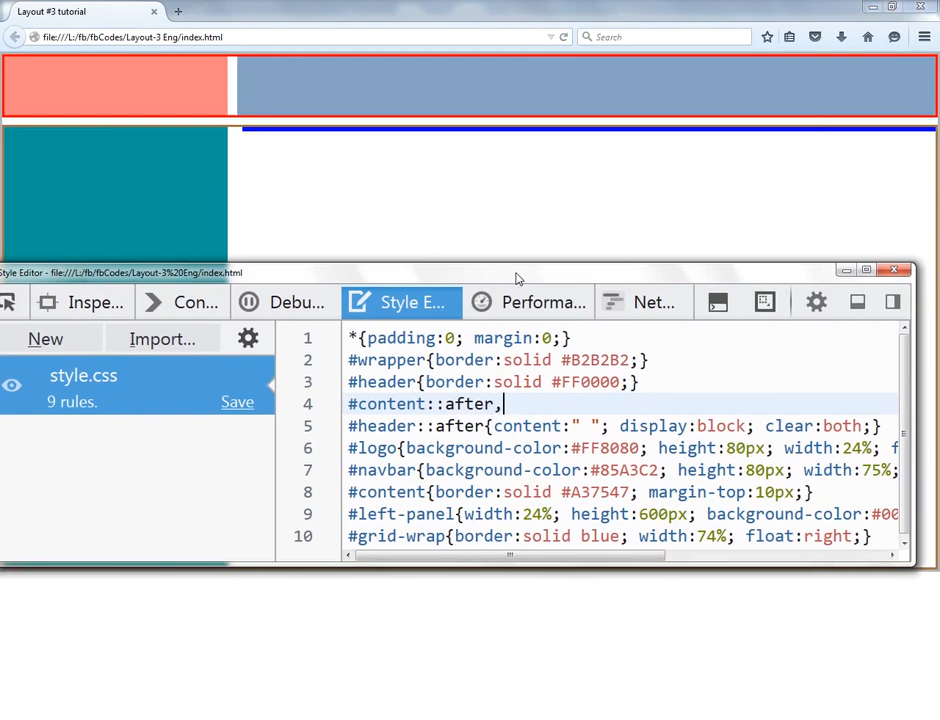 Layout #3 tutorial
file:///L:/fb/fbCodes/Layout-3 Eng/index.html
Search
Style Editor - file:///L:/fb/fbCodes/Layout-3%20Eng/index.html
Inspe... Con... Debu... Style E... Performa... Net...
New Import...
style.css
9 rules. Save
1 *{padding:0; margin:0;}
2 #wrapper{border:solid #B2B2B2;}
3 #header{border:solid #FF0000;}
4 #content::after,
5 #header::after{content:" "; display:block; clear:both;}
6 #logo{background-color:#FF8080; height:80px; width:24%; f
7 #navbar{background-color:#85A3C2; height:80px; width:75%;
8 #content{border:solid #A37547; margin-top:10px;}
9 #left-panel{width:24%; height:600px; background-color:#00
10 #grid-wrap{border:solid blue; width:74%; float:right;}